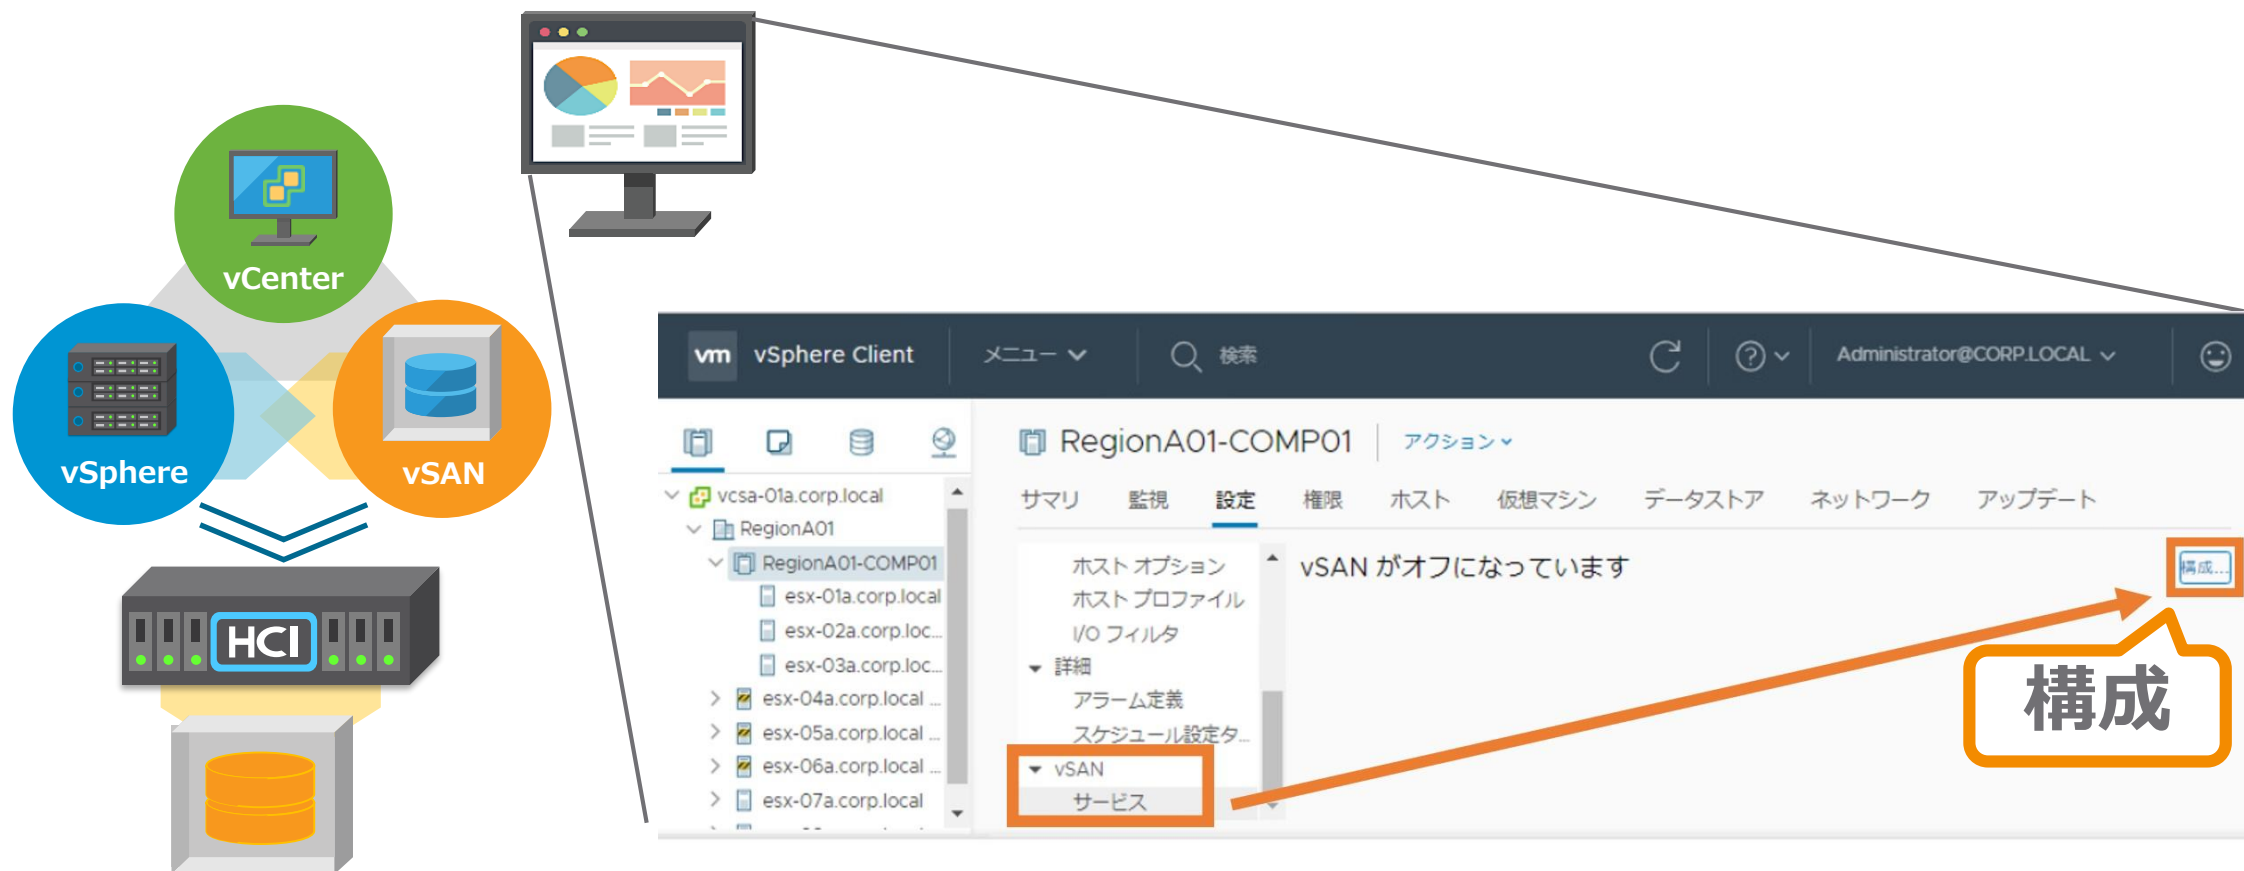 vCenter
vSphere
vSAN
HCI
vm vSphere Client
メニュー
検索
Administrator@CORP.LOCAL
vcsa-01a.corp.local
RegionA01
RegionA01-COMP01
esx-01a.corp.local
esx-02a.corp.loc...
esx-03a.corp.loc...
esx-04a.corp.local ...
esx-05a.corp.local ...
esx-06a.corp.local ...
esx-07a.corp.local
RegionA01-COMP01
アクション
サマリ 監視 設定 権限 ホスト 仮想マシン データストア ネットワーク アップデート
ホスト オプション
ホスト プロファイル
I/O フィルタ
詳細
アラーム定義
スケジュール設定タ...
vSAN
サービス
vSAN がオフになっています
構成...
構成